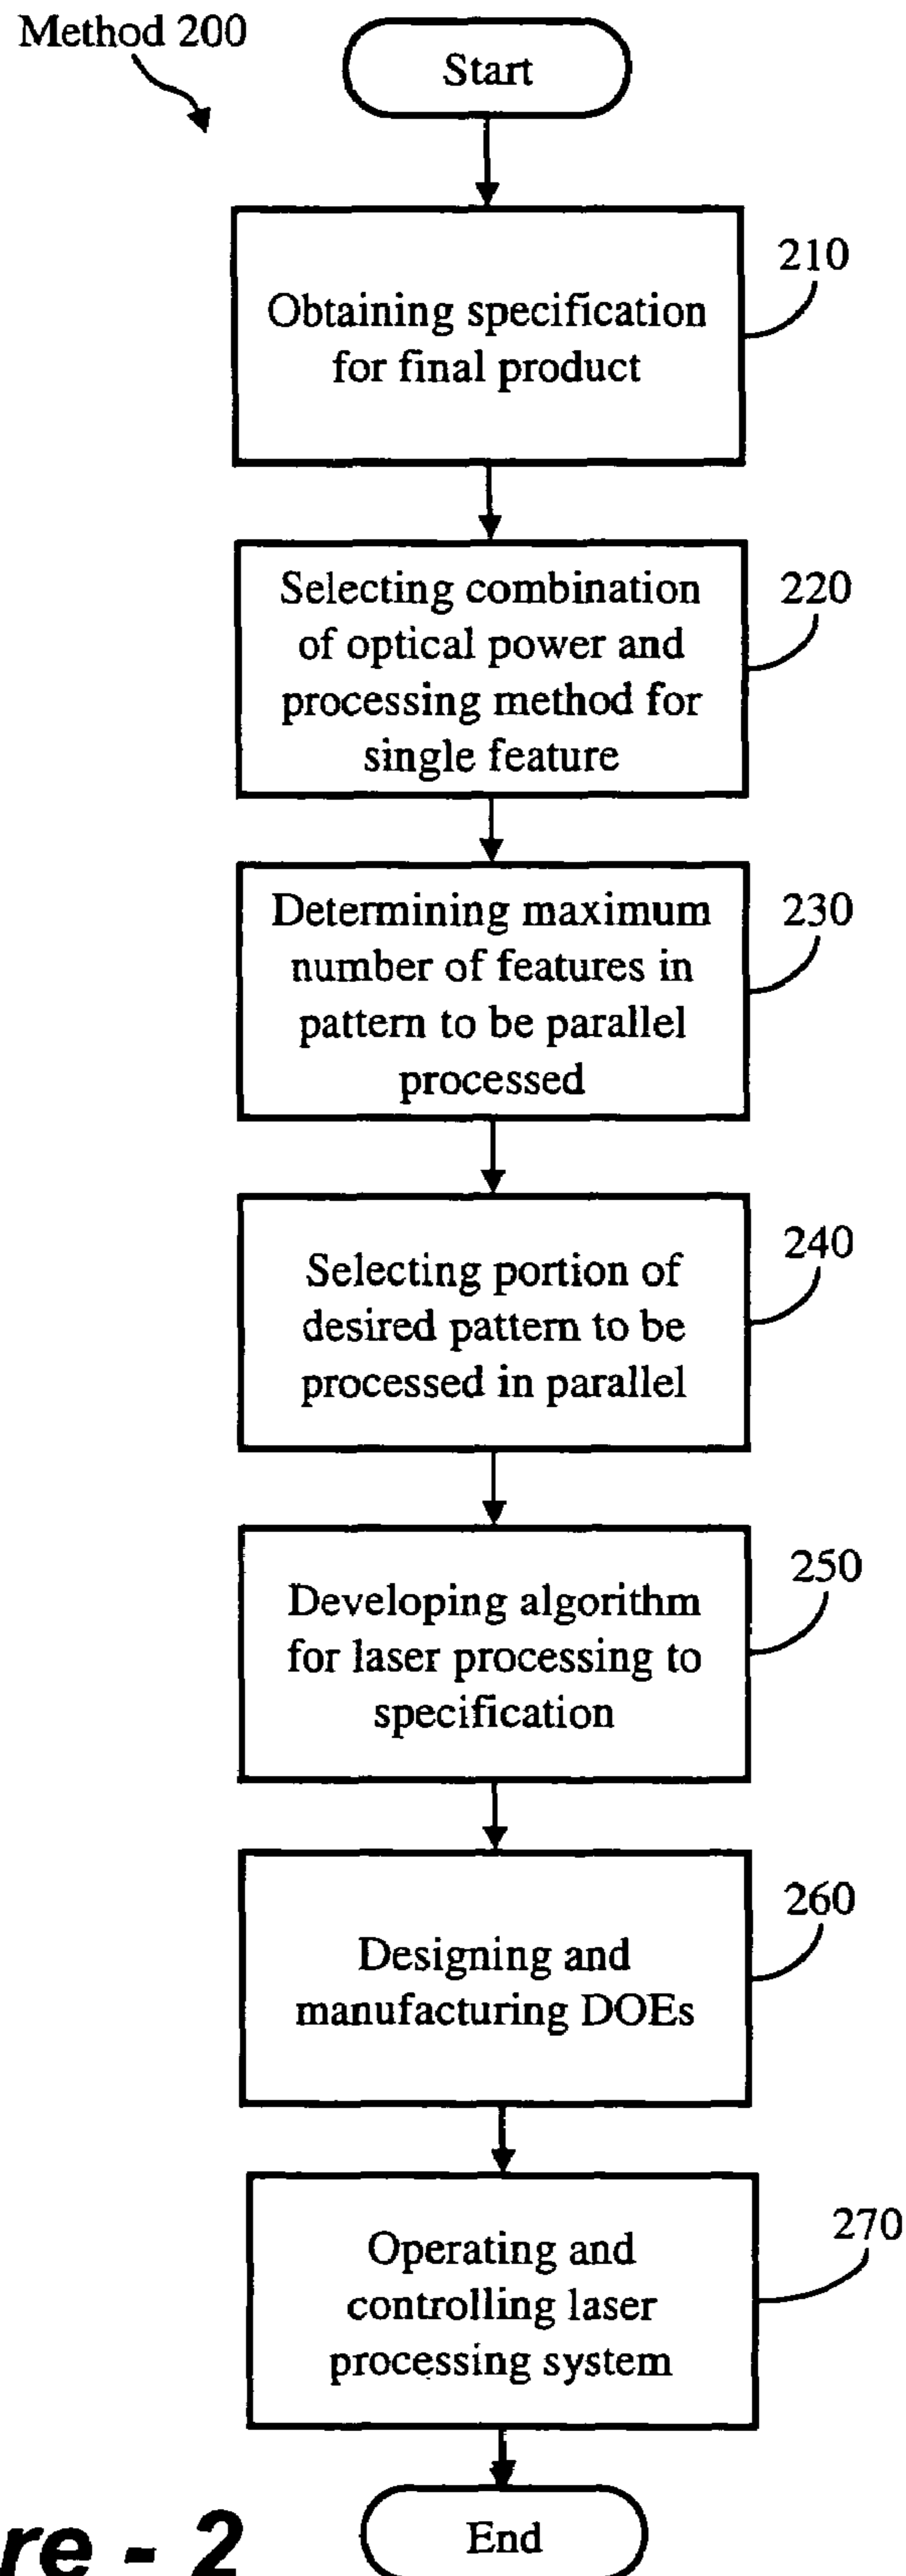 Method 200
Start
210
Obtaining specification
for final product
220
Selecting combination
of optical power and
processing method for
single feature
230
Determining maximum
number of features in
pattern to be parallel
processed
240
Selecting portion of
desired pattern to be
processed in parallel
250
Developing algorithm
for laser processing to
specification
260
Designing and
manufacturing DOEs
270
Operating and
controlling laser
processing system
End
re - 2